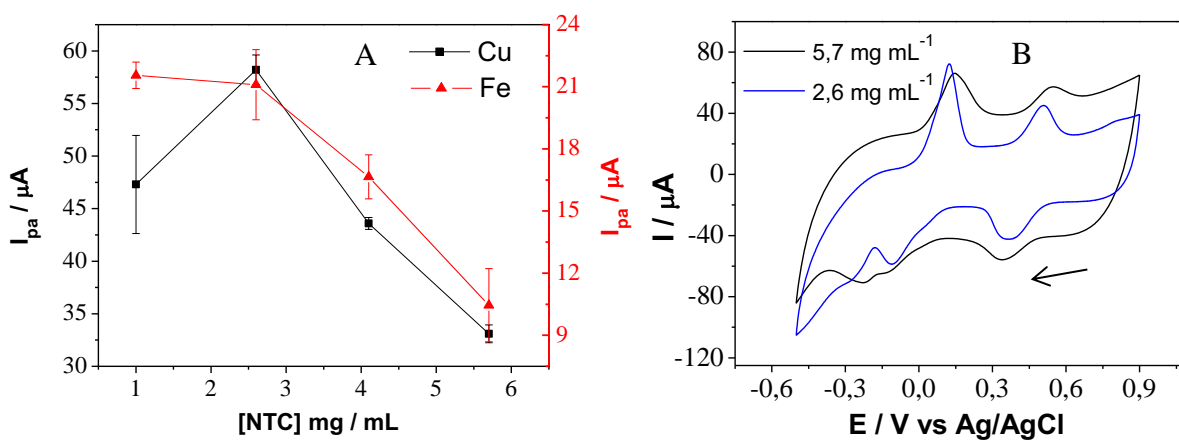 A
Cu
Fe
60
55
50
45
40
35
30
I_pa / μA
24
21
18
15
12
9
I_pa / μA
1 2 3 4 5 6
[NTC] mg / mL
B
5,7 mg mL⁻¹
2,6 mg mL⁻¹
80
40
0
-40
-80
-120
I / μA
-0,6 -0,3 0,0 0,3 0,6 0,9
E / V vs Ag/AgCl